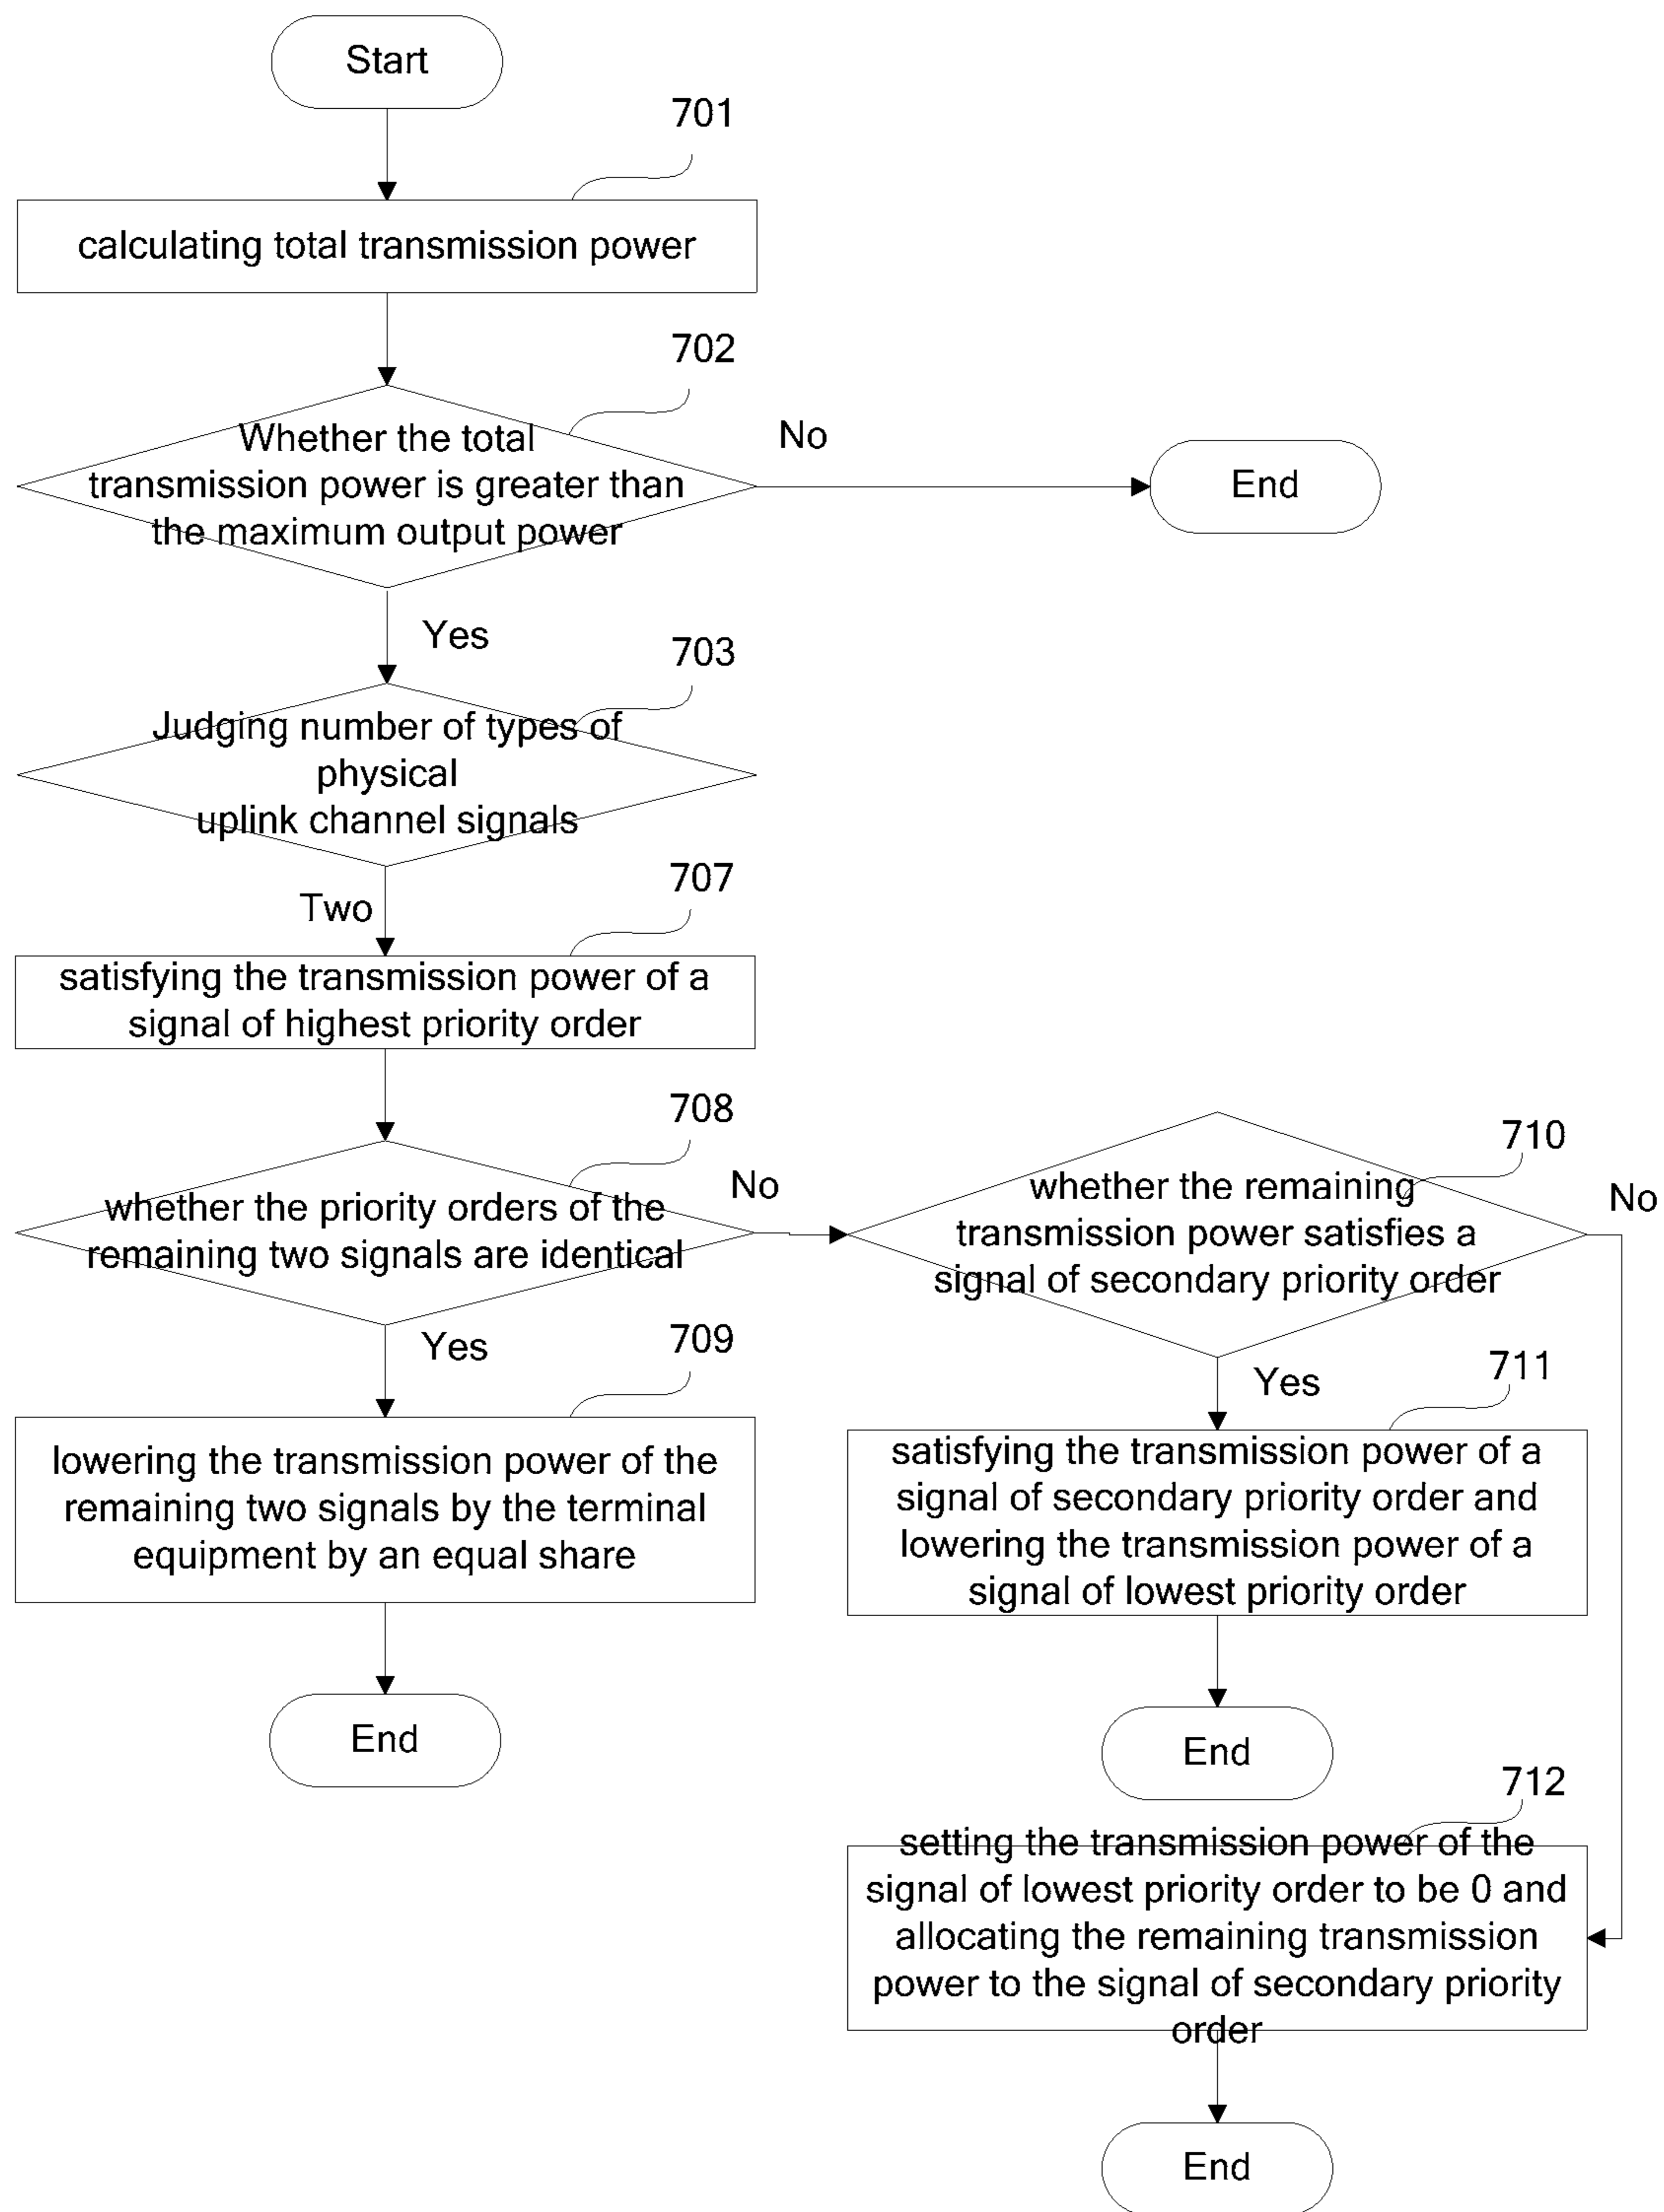 Start
701
calculating total transmission power
702
Whether the total
transmission power is greater than
the maximum output power
No
End
Yes
703
Judging number of types of
physical
uplink channel signals
Two
707
satisfying the transmission power of a
signal of highest priority order
708
whether the priority orders of the
remaining two signals are identical
No
710
whether the remaining
transmission power satisfies a
signal of secondary priority order
No
Yes
709
lowering the transmission power of the
remaining two signals by the terminal
equipment by an equal share
End
Yes
711
satisfying the transmission power of a
signal of secondary priority order and
lowering the transmission power of a
signal of lowest priority order
End
712
setting the transmission power of the
signal of lowest priority order to be 0 and
allocating the remaining transmission
power to the signal of secondary priority
order
End